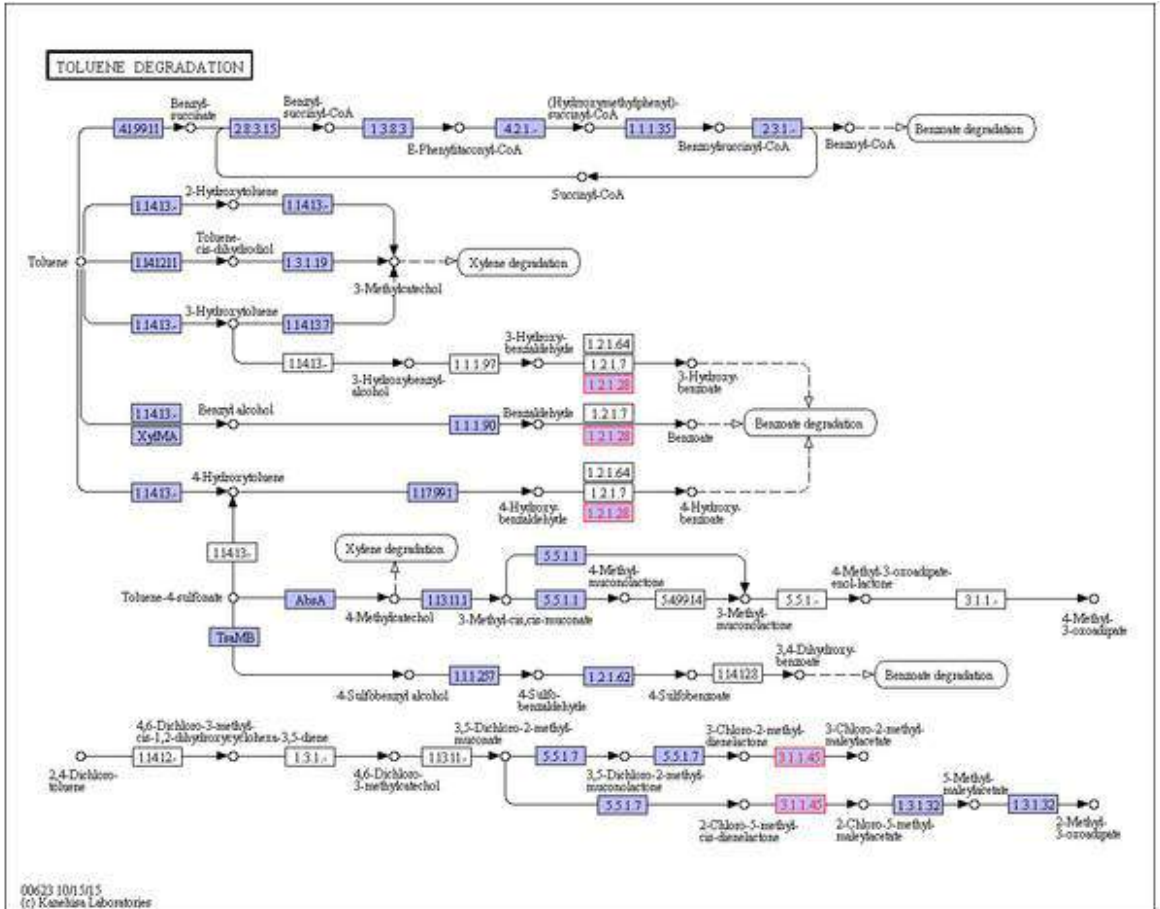 TOLUENE DEGRADATION
Benzyl-
succinate
Benzyl-
succinyl-CoA
(Hydroxymethylphenyl)-
succinyl-CoA
4.1.99.11
2.8.3.15
1.3.8.3
4.2.1.-
1.1.1.35
2.3.1.-
Benzoate degradation
E-Phenylitaconyl-CoA
Benzoylsuccinyl-CoA
Benzoyl-CoA
Succinyl-CoA
2-Hydroxytoluene
1.14.13.-
1.14.13.-
Toluene-
cis-dihydrodiol
Toluene
1.14.12.11
1.3.1.19
Xylene degradation
3-Methylcatechol
3-Hydroxytoluene
1.14.13.-
1.14.13.7
3-Hydroxy-
benzaldehyde
1.2.1.64
1.14.13.-
1.1.1.97
1.2.1.7
3-Hydroxybenzyl-
alcohol
1.2.1.28
3-Hydroxy-
benzoate
1.14.13.-
Benzyl alcohol
Benzaldehyde
1.2.1.7
XylMA
1.1.1.90
1.2.1.28
Benzoate
Benzoate degradation
4-Hydroxytoluene
1.2.1.64
1.14.13.-
1.17.99.1
1.2.1.7
4-Hydroxy-
benzaldehyde
1.2.1.28
4-Hydroxy-
benzoate
1.14.13.-
Xylene degradation
5.5.1.1
4-Methyl-
muconolactone
4-Methyl-3-oxoadipate-
enol-lactone
Toluene-4-sulfonate
AbsA
1.13.11.1
5.5.1.1
5.4.99.14
5.5.1.-
3.1.1.-
4-Methylcatechol
3-Methyl-cis,cis-muconate
3-Methyl-
muconolactone
4-Methyl-
3-oxoadipate
TsaMB
3,4-Dihydroxy-
benzoate
1.1.1.257
1.2.1.62
1.14.12.8
Benzoate degradation
4-Sulfobenzyl alcohol
4-Sulfo-
benzaldehyde
4-Sulfobenzoate
4,6-Dichloro-3-methyl-
cis-1,2-dihydroxycyclohexa-3,5-diene
3,5-Dichloro-2-methyl-
muconate
3-Chloro-2-methyl-
dienelactone
3-Chloro-2-methyl-
maleylacetate
1.14.12.-
1.3.1.-
1.13.11.-
5.5.1.7
5.5.1.7
3.1.1.45
2,4-Dichloro-
toluene
4,6-Dichloro-
3-methylcatechol
3,5-Dichloro-2-methyl-
muconolactone
5-Methyl-
maleylacetate
5.5.1.7
3.1.1.45
1.3.1.32
1.3.1.32
2-Chloro-5-methyl-
cis-dienelactone
2-Chloro-5-methyl-
maleylacetate
2-Methyl-
3-oxoadipate
00623 10/15/15
(c) Kanehisa Laboratories